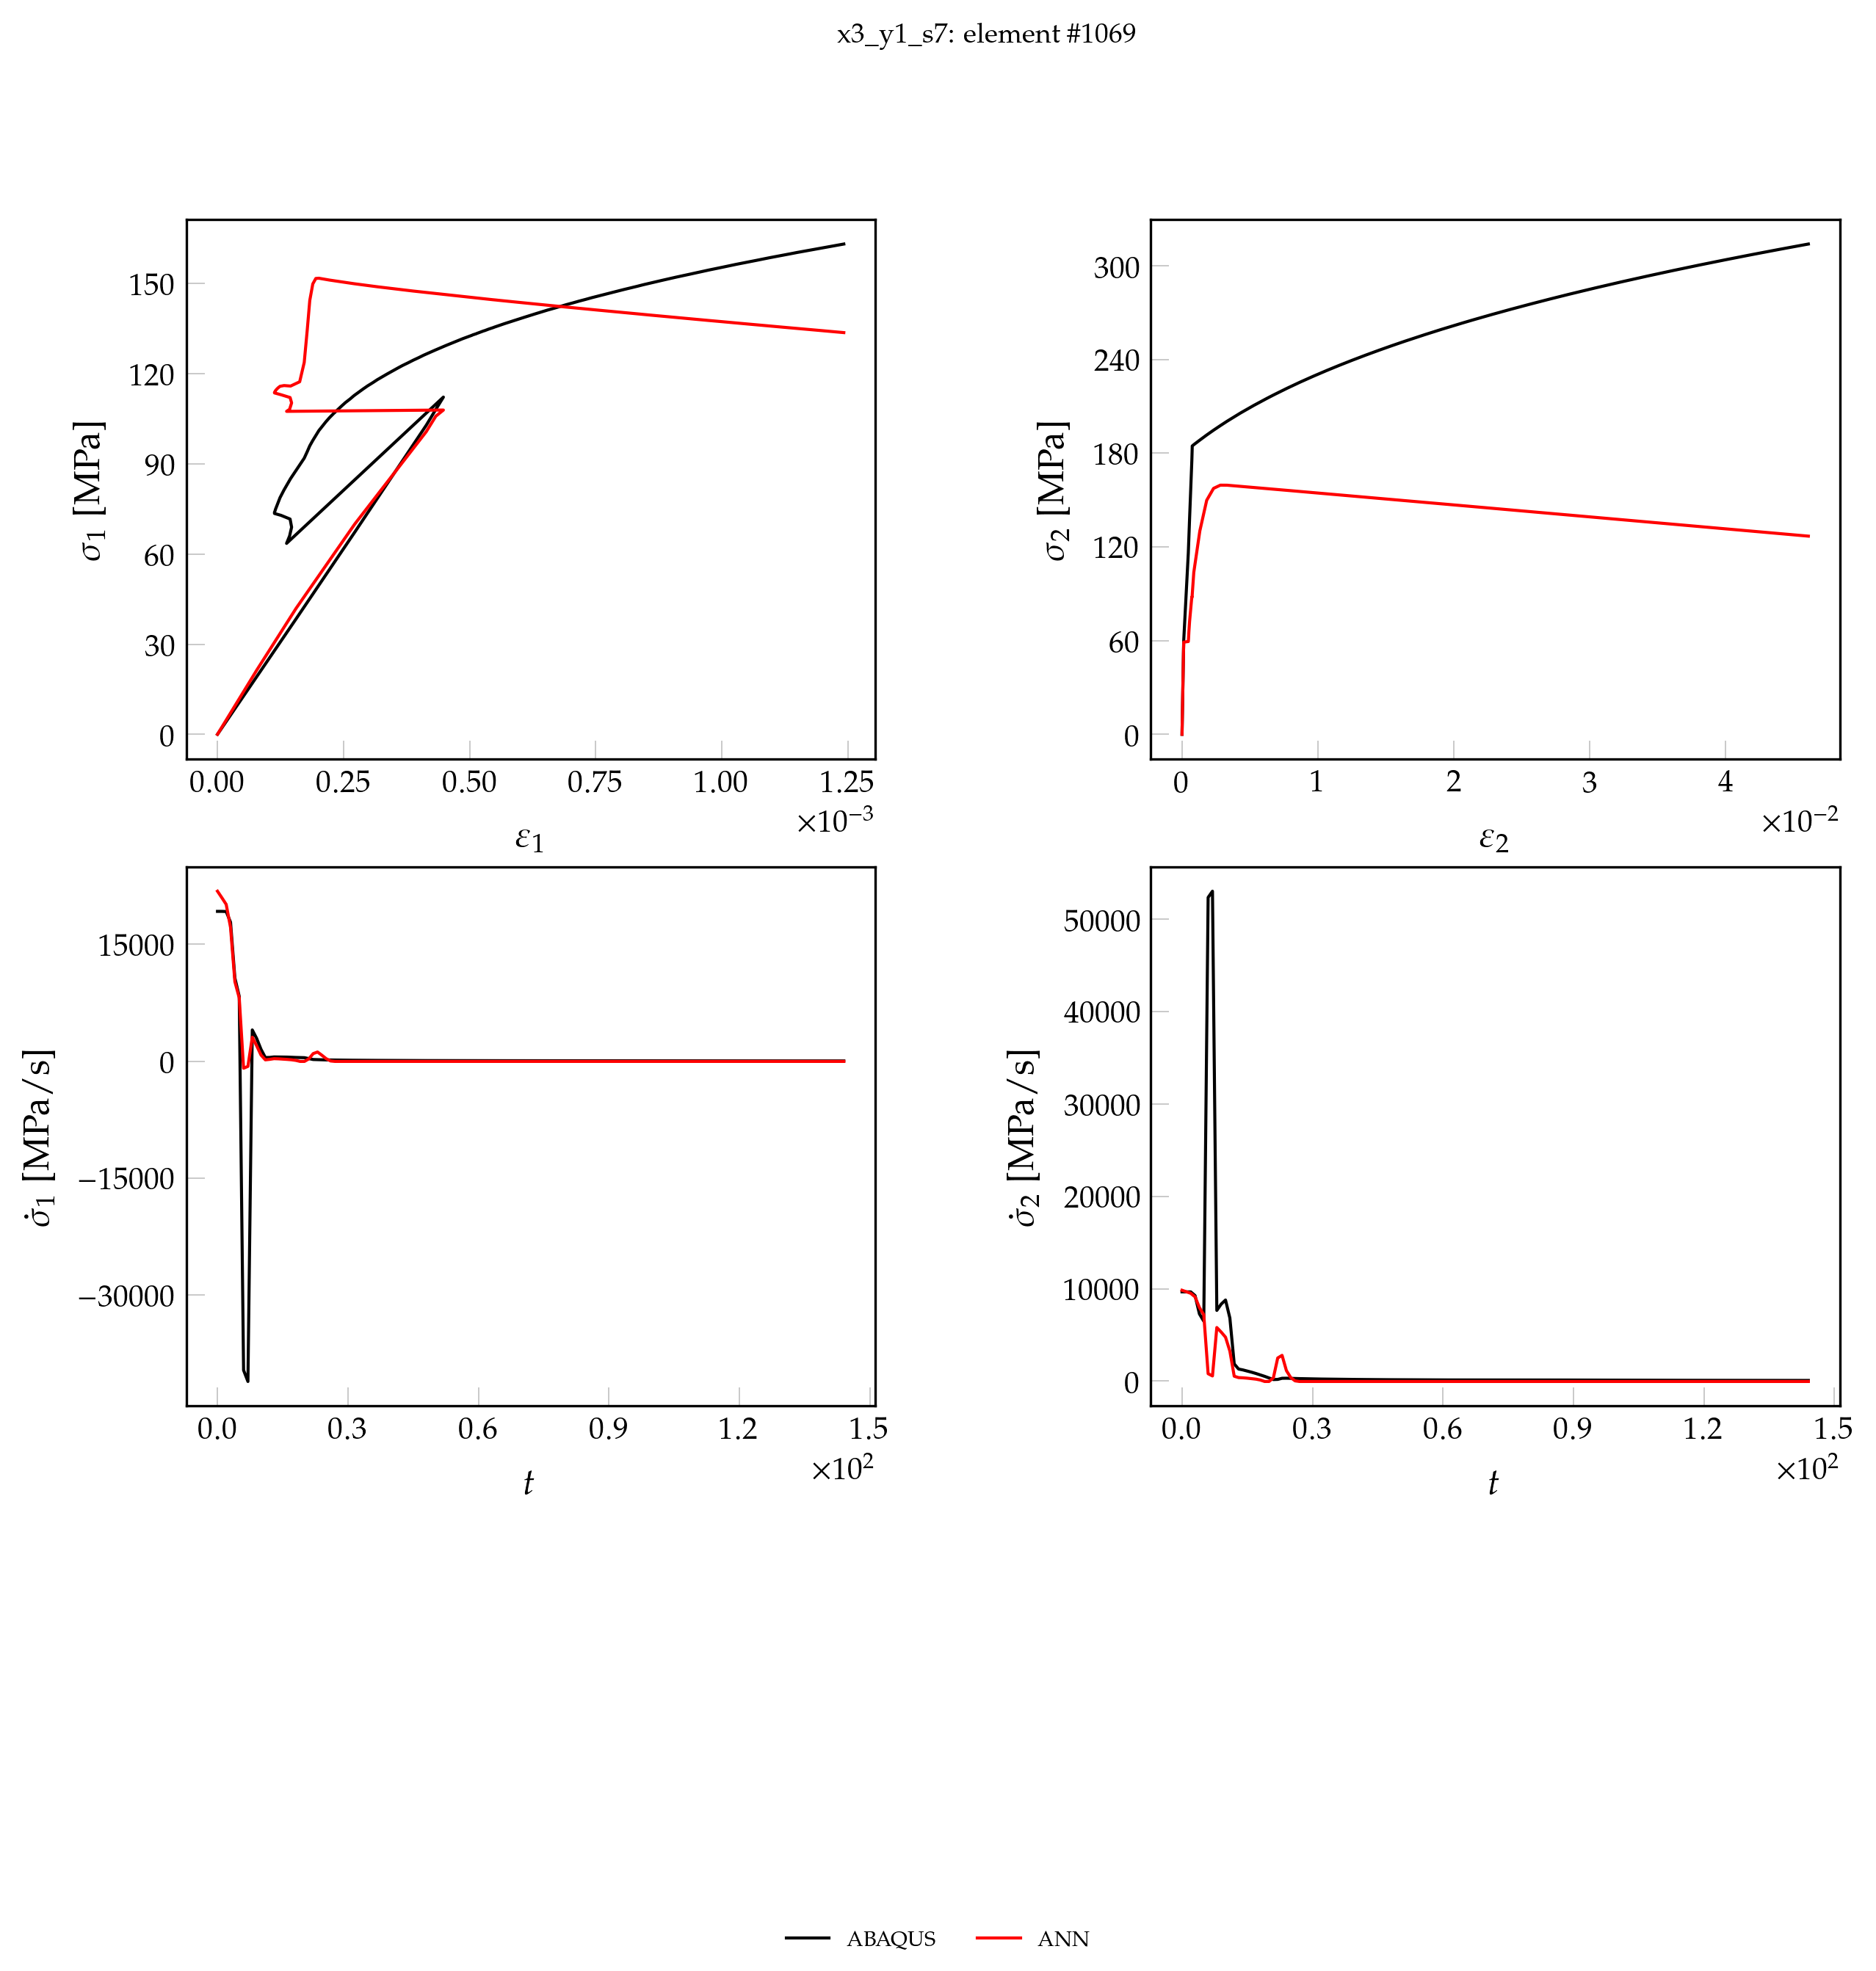 x3_y1_s7: element #1069
σ₁ [MPa]
150
120
90
60
30
0
0.00 0.25 0.50 0.75 1.00 1.25
×10⁻³
ε₁
σ₂ [MPa]
300
240
180
120
60
0
0 1 2 3 4
×10⁻²
ε₂
σ̇₁ [MPa/s]
15000
0
−15000
−30000
0.0 0.3 0.6 0.9 1.2 1.5
×10²
t
σ̇₂ [MPa/s]
50000
40000
30000
20000
10000
0
0.0 0.3 0.6 0.9 1.2 1.5
×10²
t
ABAQUS ANN